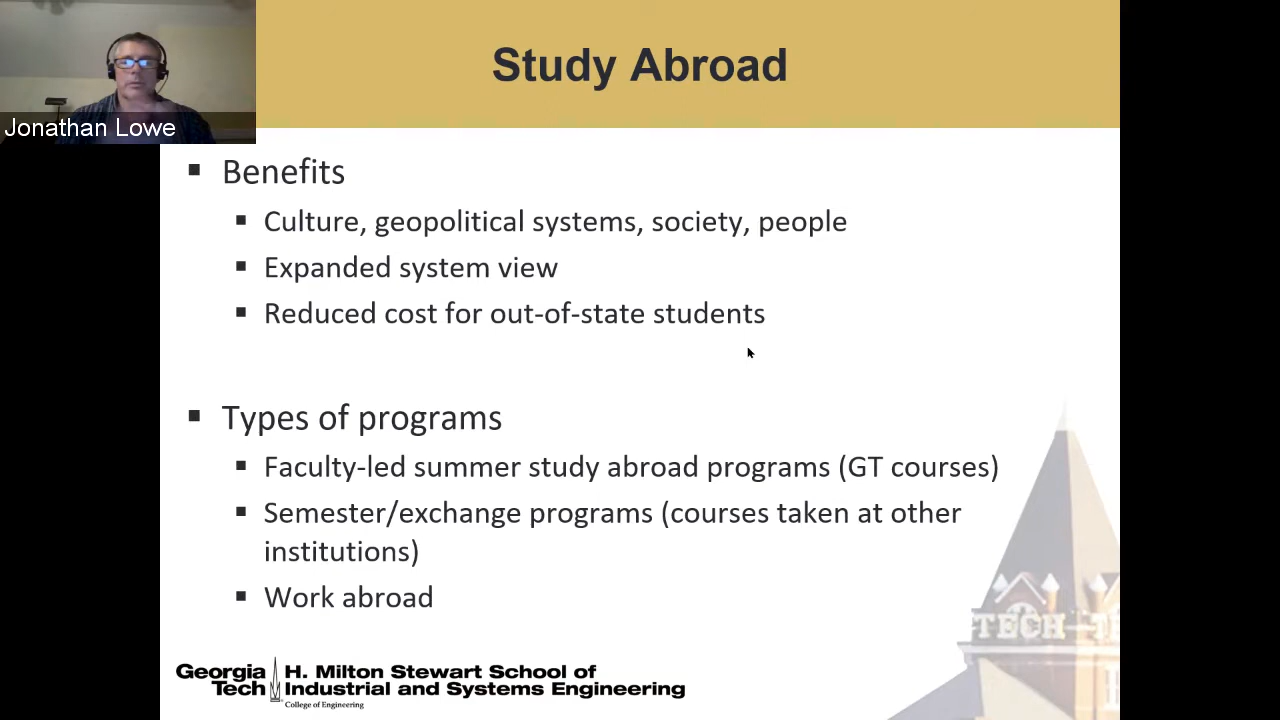 Study Abroad
Jonathan Lowe
▪ Benefits
▪ Culture, geopolitical systems, society, people
▪ Expanded system view
▪ Reduced cost for out-of-state students
▪ Types of programs
▪ Faculty-led summer study abroad programs (GT courses)
▪ Semester/exchange programs (courses taken at other
institutions)
▪ Work abroad
TECH
Georgia
Tech
H. Milton Stewart School of
Industrial and Systems Engineering
College of Engineering